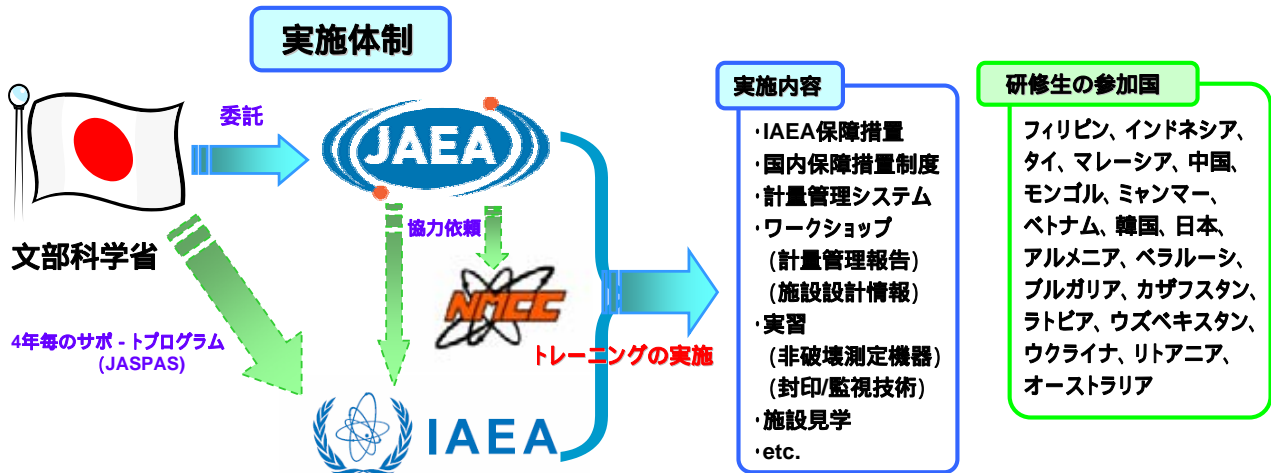 実施体制
委託
JAEA
文部科学省
協力依頼
NMCC
4年毎のサポ - トプログラム
(JASPAS)
トレーニングの実施
IAEA
実施内容
・IAEA保障措置
・国内保障措置制度
・計量管理システム
・ワークショップ
(計量管理報告)
(施設設計情報)
・実習
(非破壊測定機器)
(封印/監視技術)
・施設見学
・etc.
研修生の参加国
フィリピン、インドネシア、
タイ、マレーシア、中国、
モンゴル、ミャンマー、
ベトナム、韓国、日本、
アルメニア、ベラルーシ、
ブルガリア、カザフスタン、
ラトビア、ウズベキスタン、
ウクライナ、リトアニア、
オーストラリア